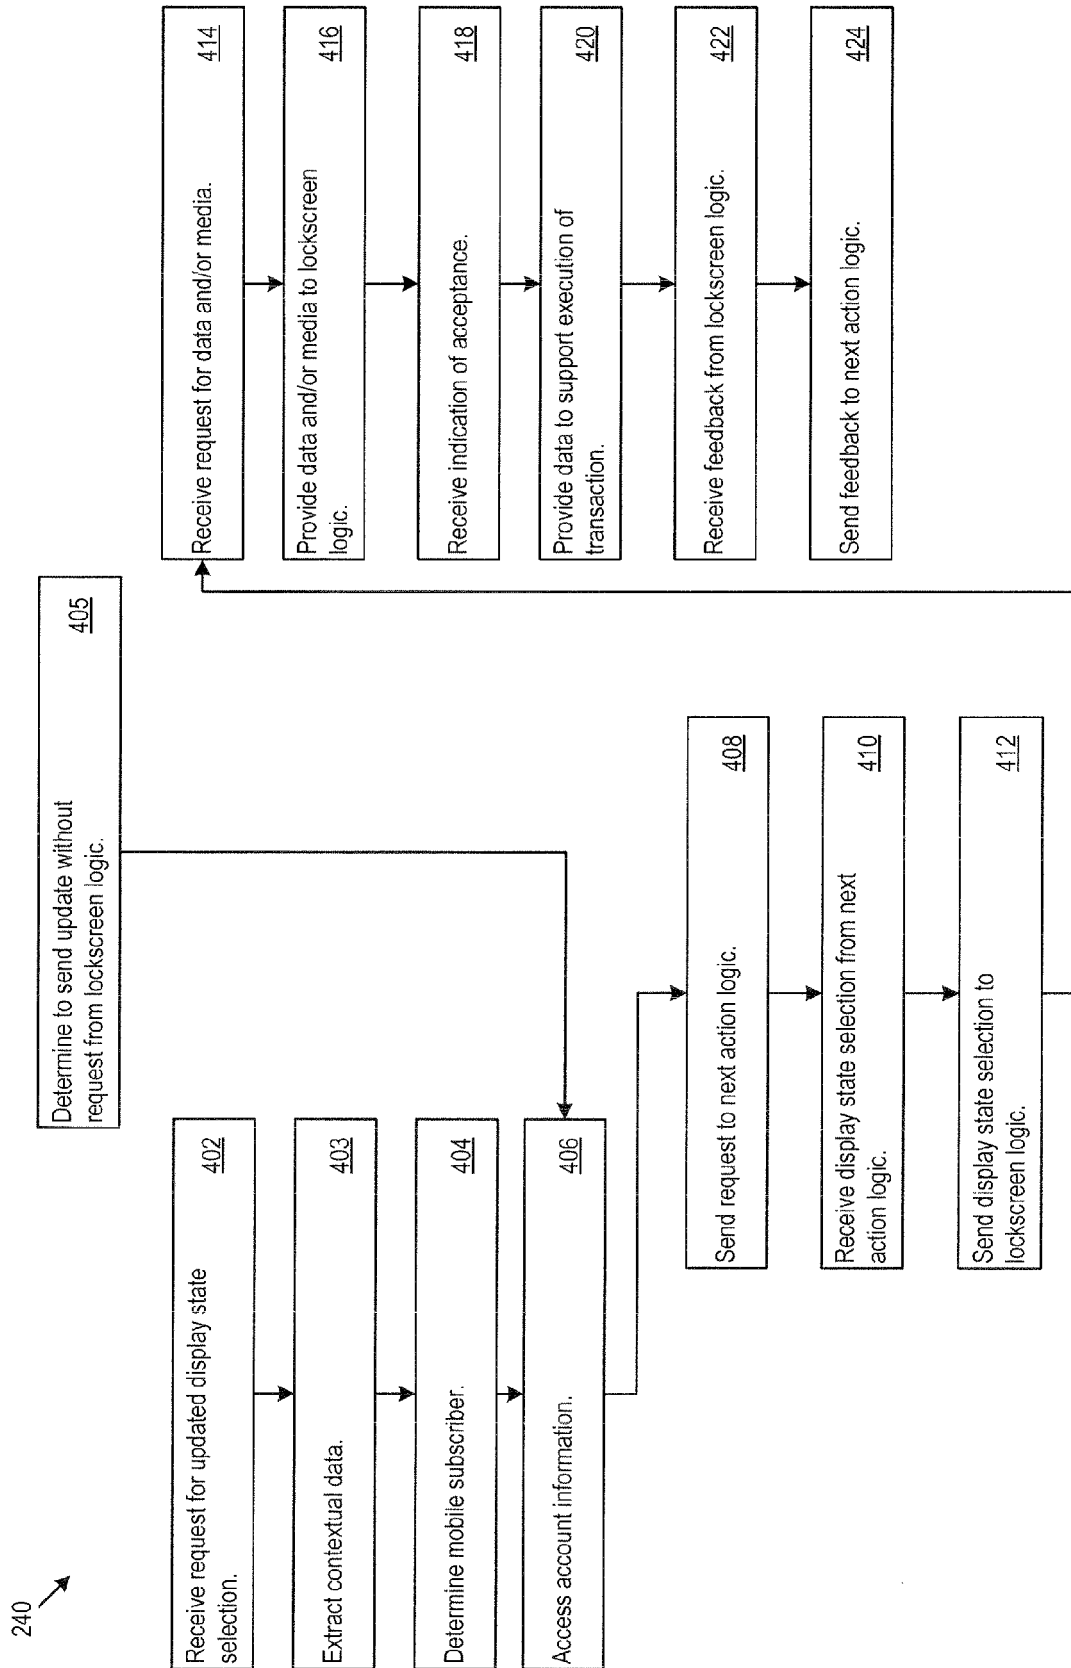 240
Receive request for updated display state
selection.
402
Extract contextual data.
403
Determine mobile subscriber.
404
Determine to send update without
request from lockscreen logic.
405
Access account information.
406
Send request to next action logic.
408
Receive display state selection from next
action logic.
410
Send display state selection to
lockscreen logic.
412
Receive request for data and/or media.
414
Provide data and/or media to lockscreen
logic.
416
Receive indication of acceptance.
418
Provide data to support execution of
transaction.
420
Receive feedback from lockscreen logic.
422
Send feedback to next action logic.
424